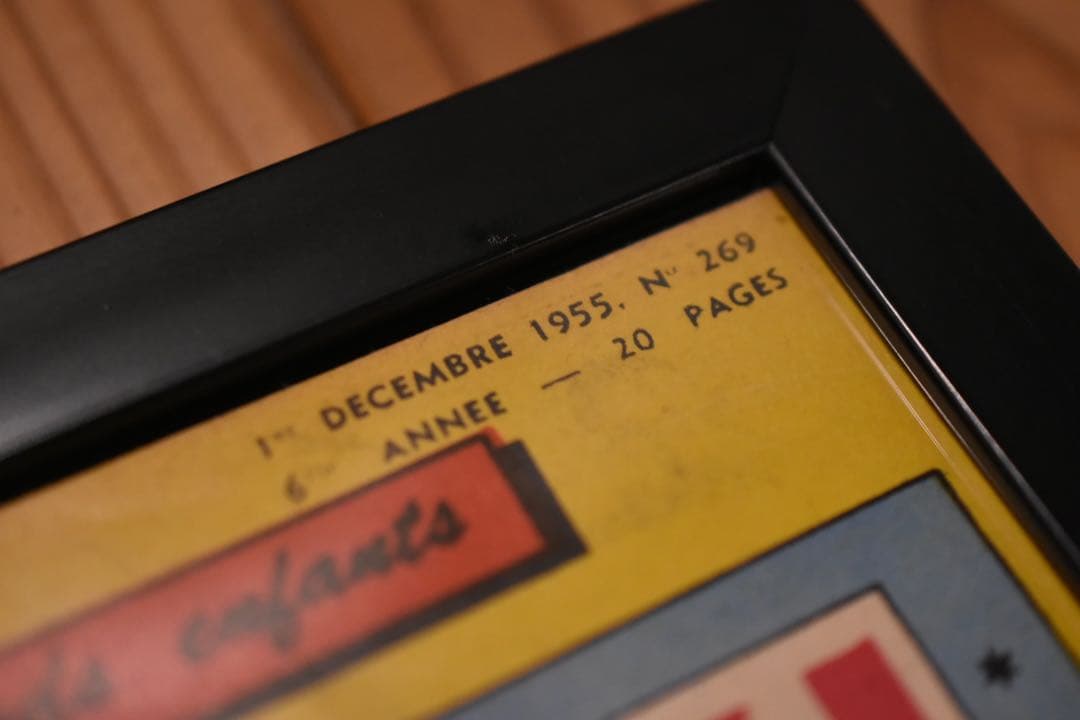 1er DECEMBRE 1955. N° 269
6me ANNEE — 20 PAGES
enfants